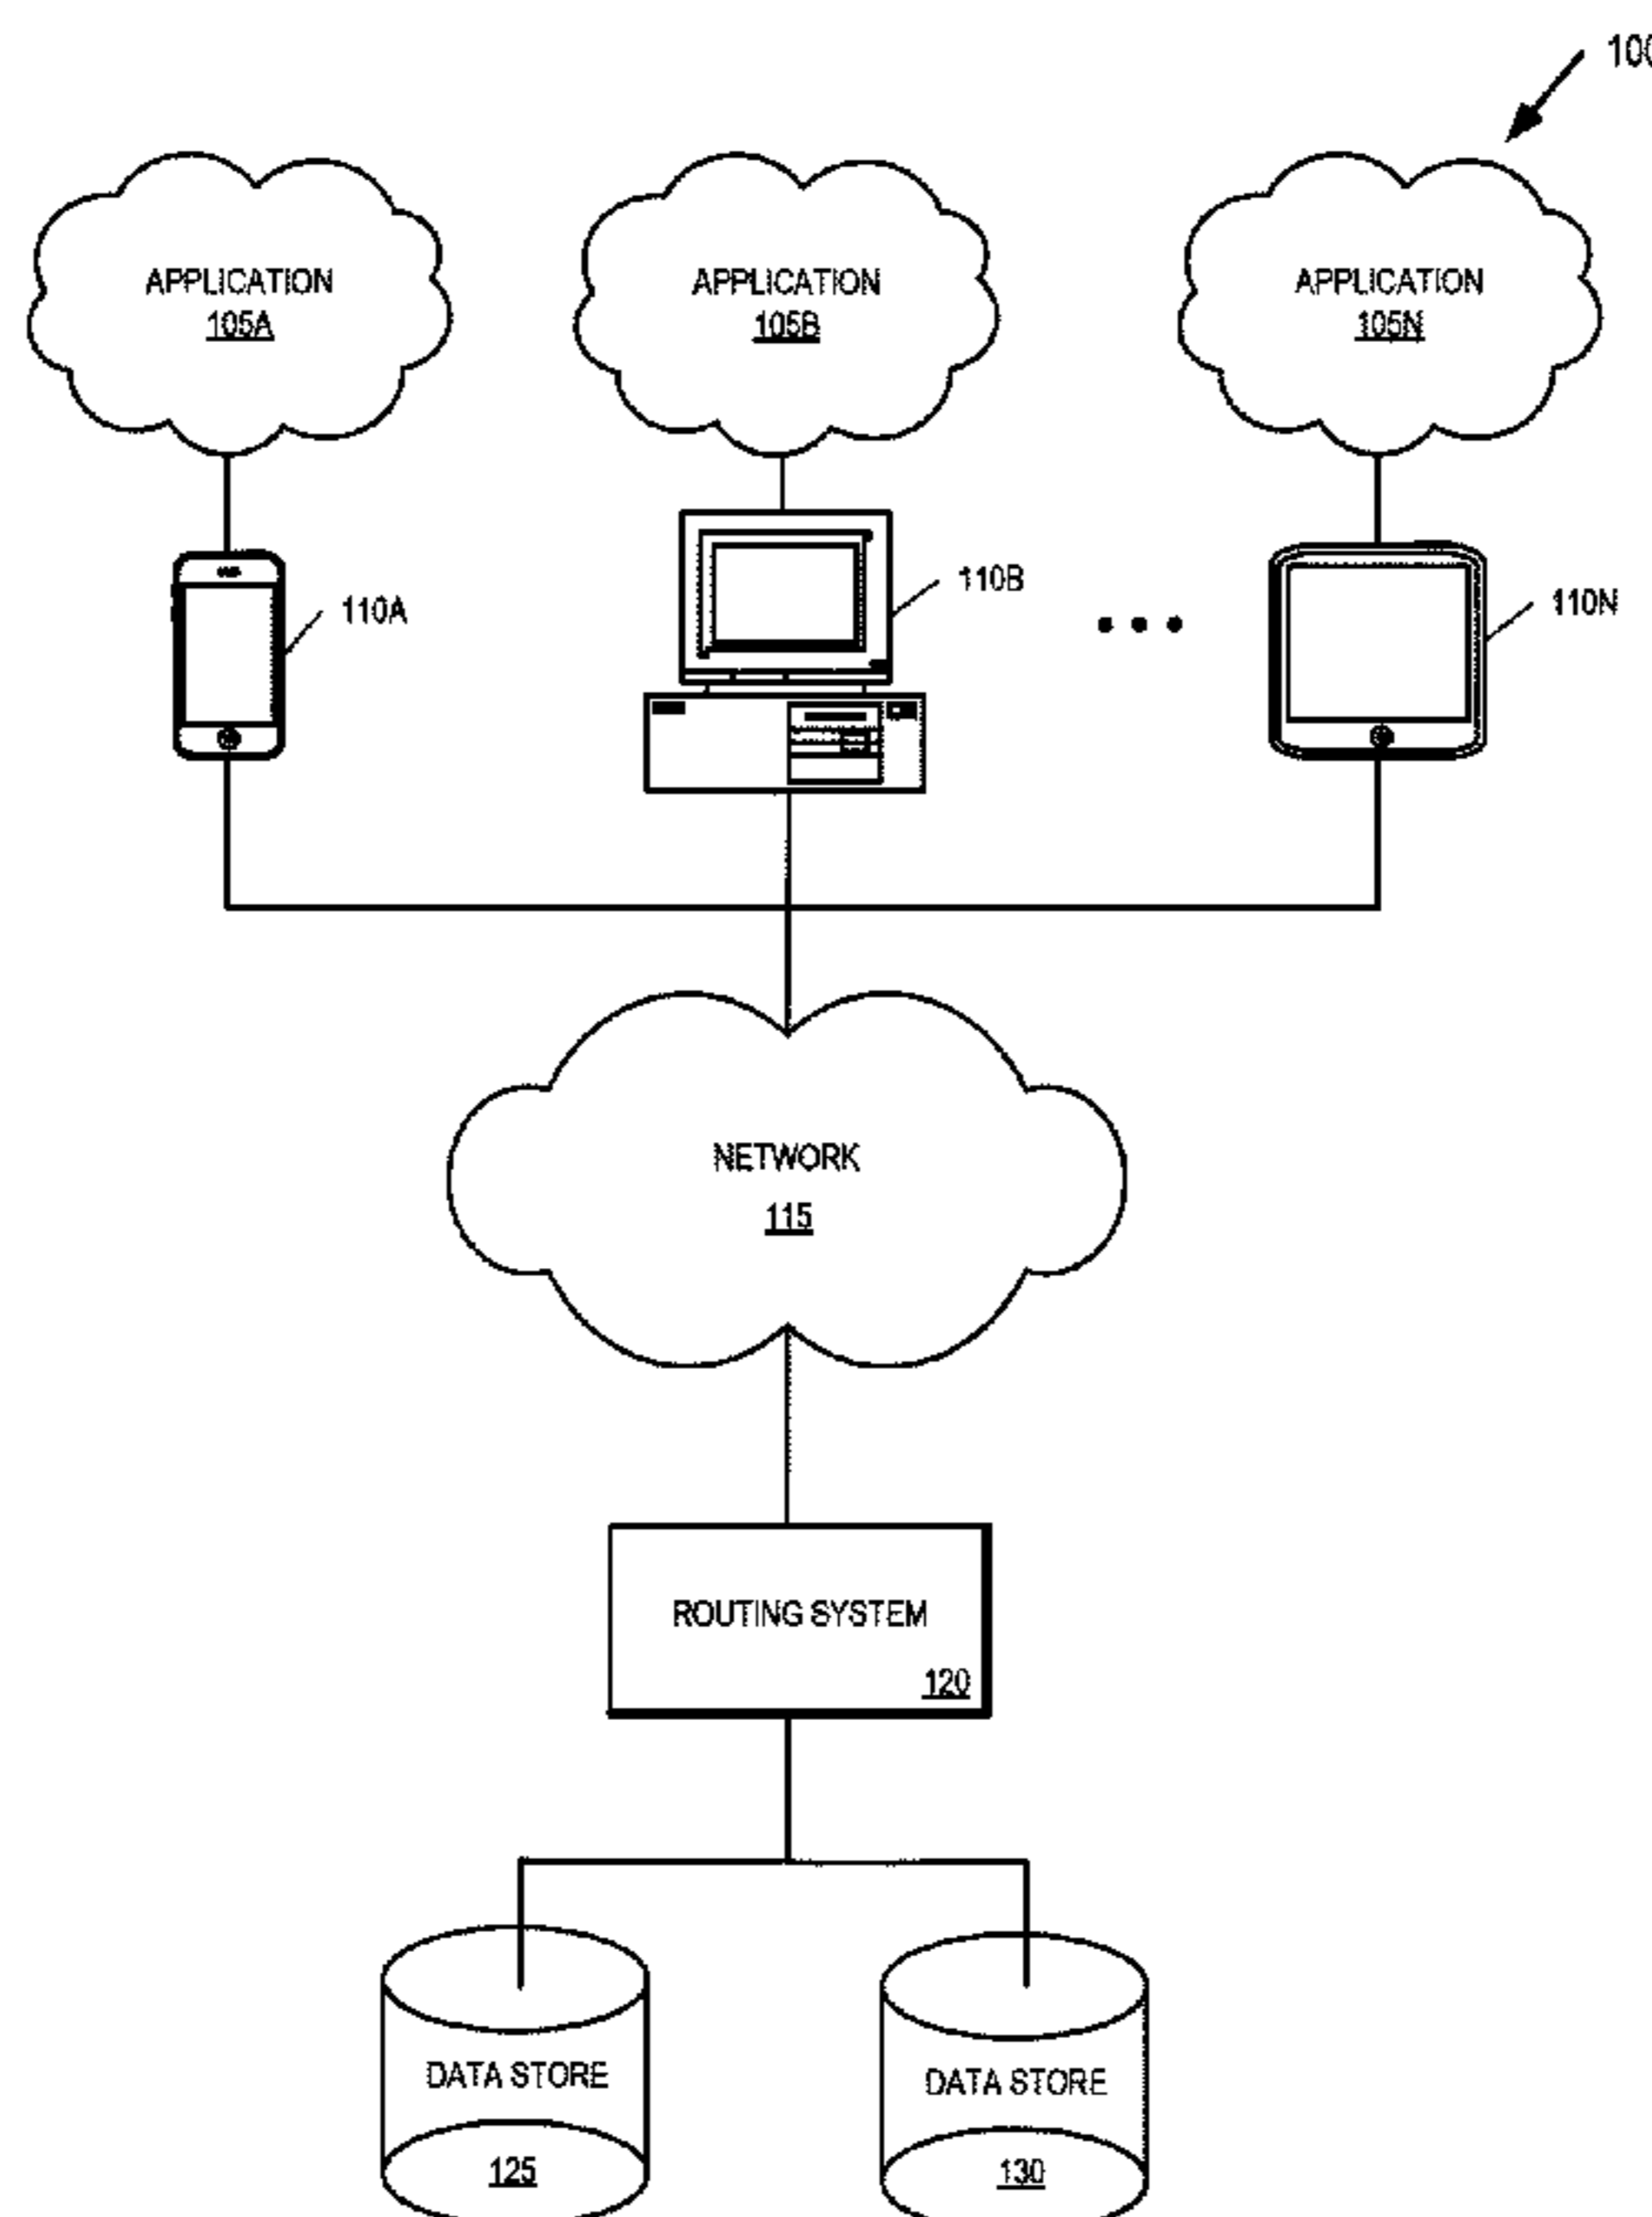 100
APPLICATION
105A
APPLICATION
105B
APPLICATION
105N
110A
110B
110N
NETWORK
115
ROUTING SYSTEM
120
DATA STORE
125
DATA STORE
130